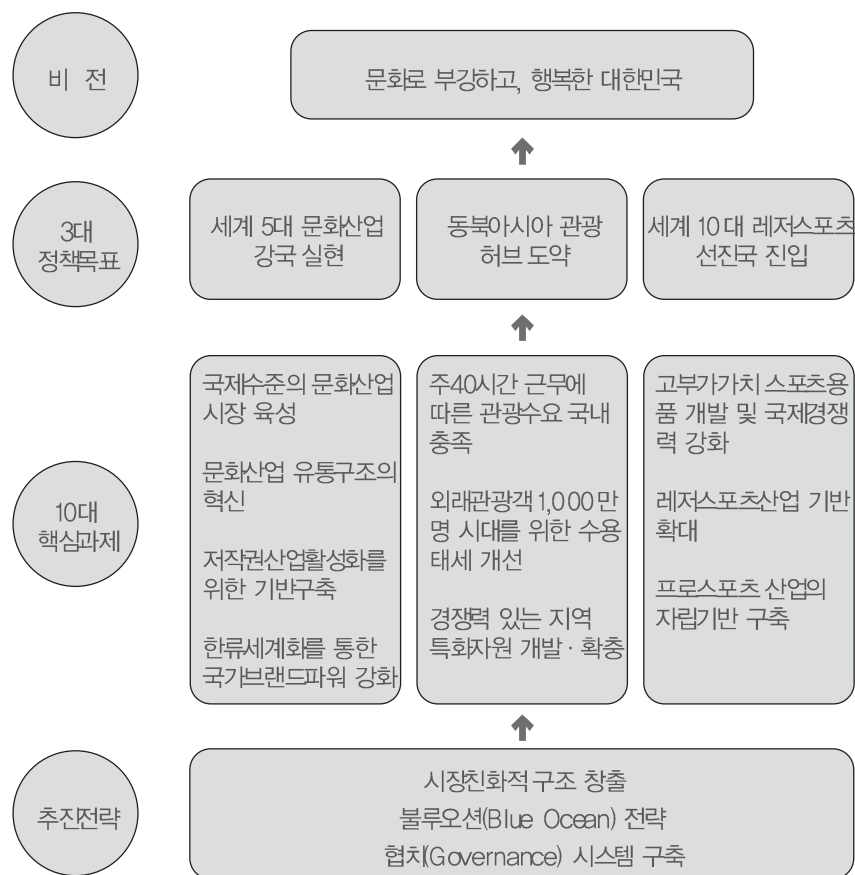 비 전
문화로 부강하고, 행복한 대한민국
3대
정책목표
세계 5대 문화산업
강국 실현
동북아시아 관광
허브 도약
세계 10대 레저스포츠
선진국 진입
10대
핵심과제
국제수준의 문화산업
시장 육성
문화산업 유통구조의
혁신
저작권산업활성화를
위한 기반구축
한류세계화를 통한
국가브랜드파워 강화
주40시간 근무에
따른 관광수요 국내
충족
외래관광객 1,000만
명 시대를 위한 수용
태세 개선
경쟁력 있는 지역
특화자원 개발·확충
고부가가치 스포츠용
품 개발 및 국제경쟁
력 강화
레저스포츠산업 기반
확대
프로스포츠 산업의
자립기반 구축
추진전략
시장친화적 구조 창출
불루오션(Blue Ocean) 전략
협치(Governance) 시스템 구축